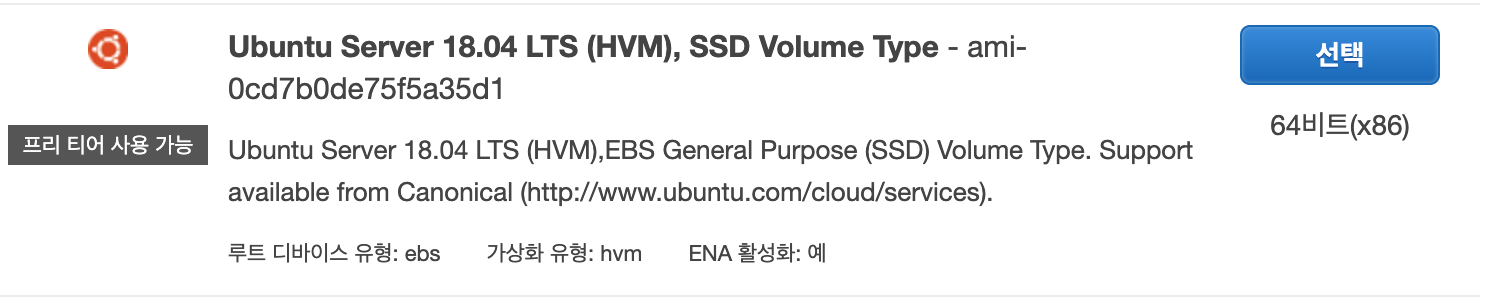 Ubuntu Server 18.04 LTS (HVM), SSD Volume Type - ami-
0cd7b0de75f5a35d1
선택
64비트(x86)
프리 티어 사용 가능
Ubuntu Server 18.04 LTS (HVM),EBS General Purpose (SSD) Volume Type. Support
available from Canonical (http://www.ubuntu.com/cloud/services).
루트 디바이스 유형: ebs 가상화 유형: hvm ENA 활성화: 예